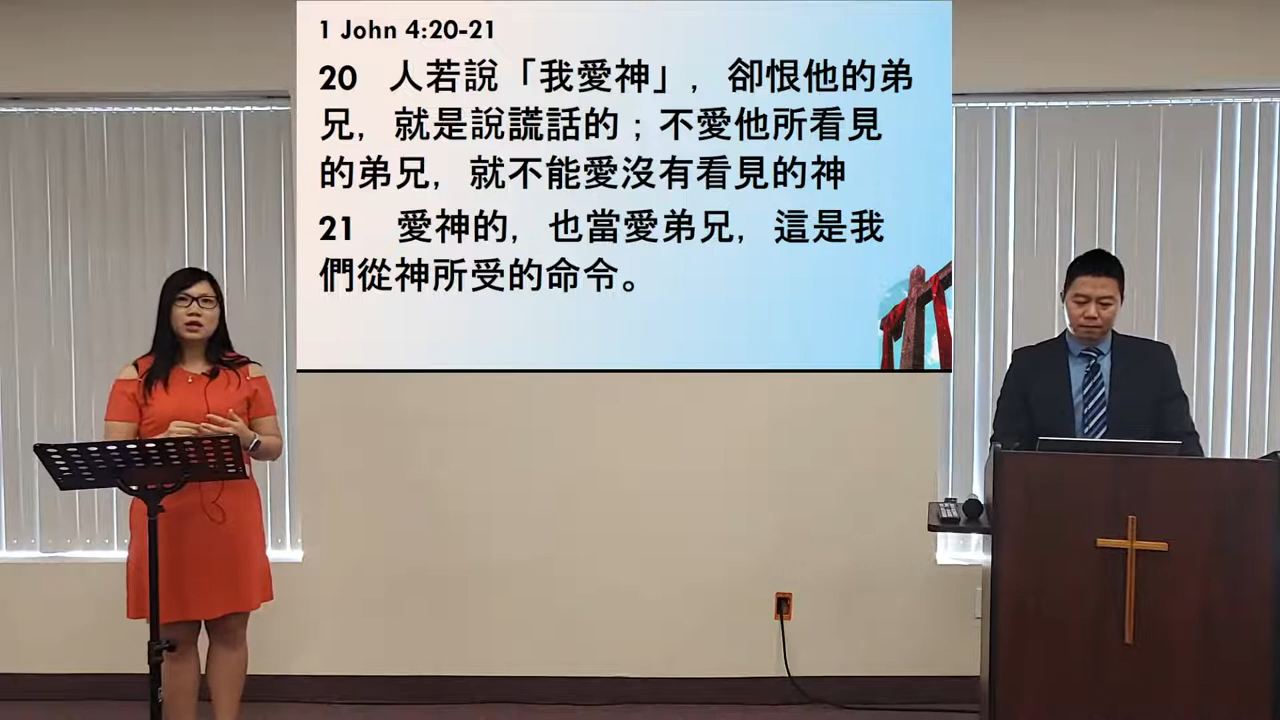 1 John 4:20-21
20 人若說「我愛神」，卻恨他的弟
兄，就是說謊話的；不愛他所看見
的弟兄，就不能愛沒有看見的神
21 愛神的，也當愛弟兄，這是我
們從神所受的命令。